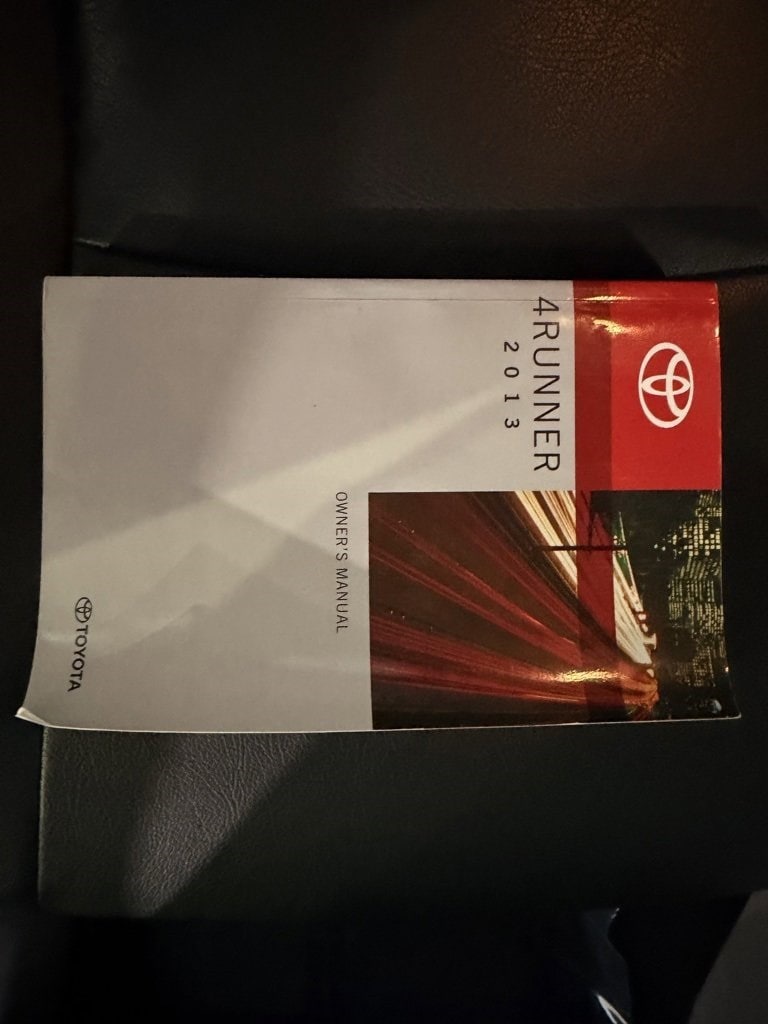 4RUNNER
2013
OWNER'S MANUAL
TOYOTA